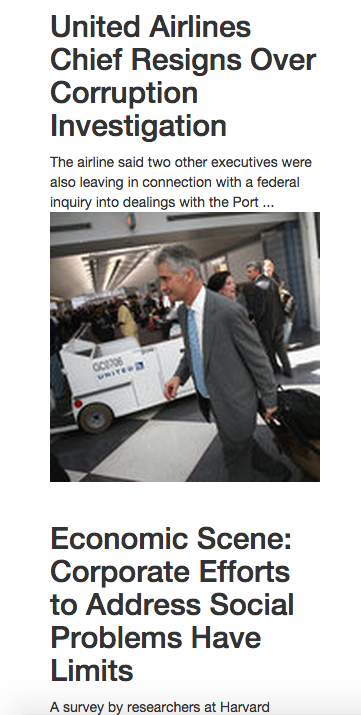 United Airlines
Chief Resigns Over
Corruption
Investigation
The airline said two other executives were
also leaving in connection with a federal
inquiry into dealings with the Port ...
GC0706
UNITED
Economic Scene:
Corporate Efforts
to Address Social
Problems Have
Limits
A survey by researchers at Harvard